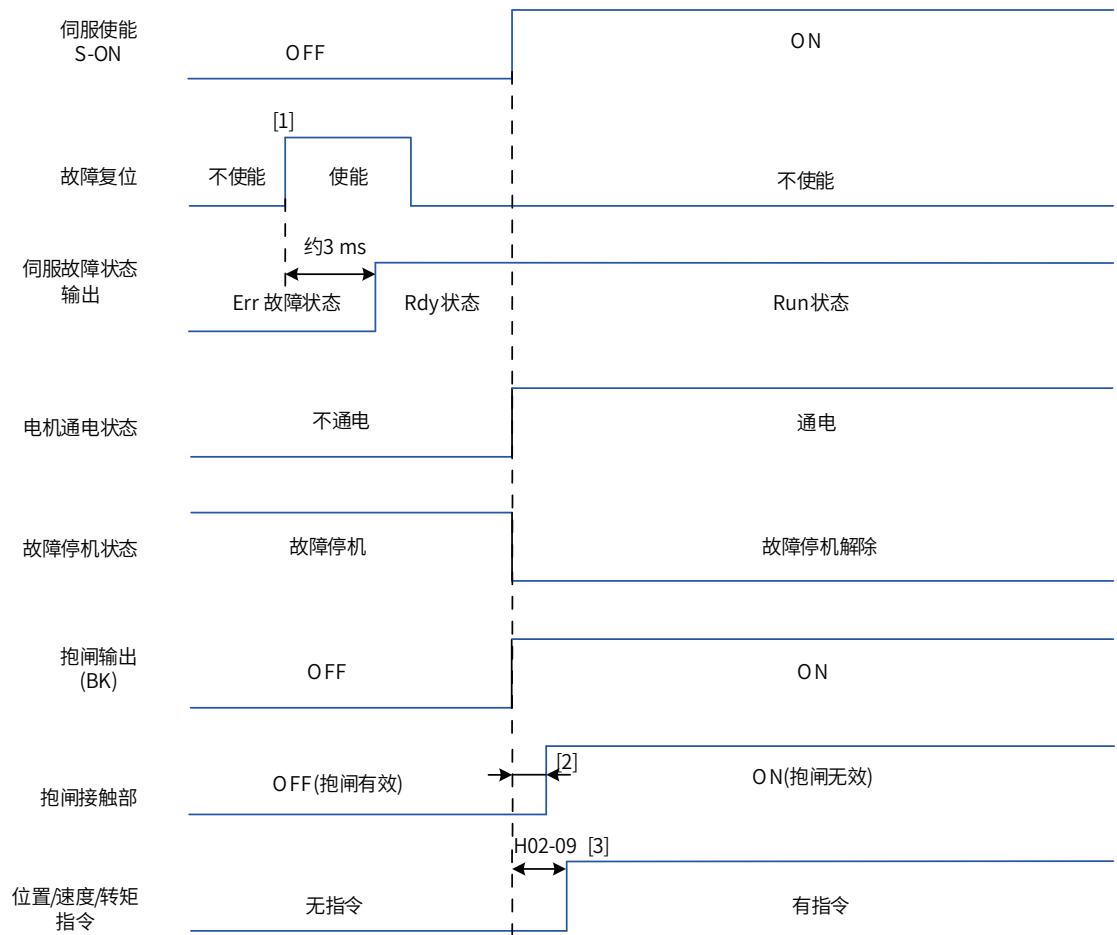 伺服使能
S-ON
OFF
ON
[1]
故障复位
不使能
使能
不使能
约3 ms
伺服故障状态
输出
Err 故障状态
Rdy状态
Run状态
电机通电状态
不通电
通电
故障停机状态
故障停机
故障停机解除
抱闸输出
(BK)
OFF
ON
[2]
抱闸接触部
OFF(抱闸有效)
ON(抱闸无效)
H02-09 [3]
位置/速度/转矩
指令
无指令
有指令